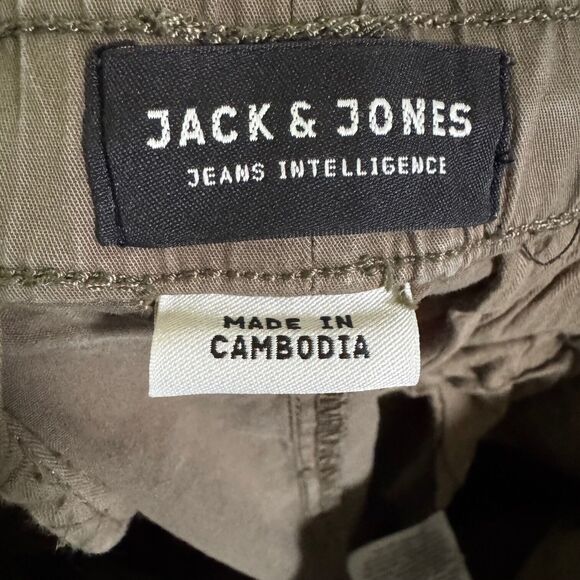 JACK & JONES
JEANS INTELLIGENCE
MADE IN
CAMBODIA